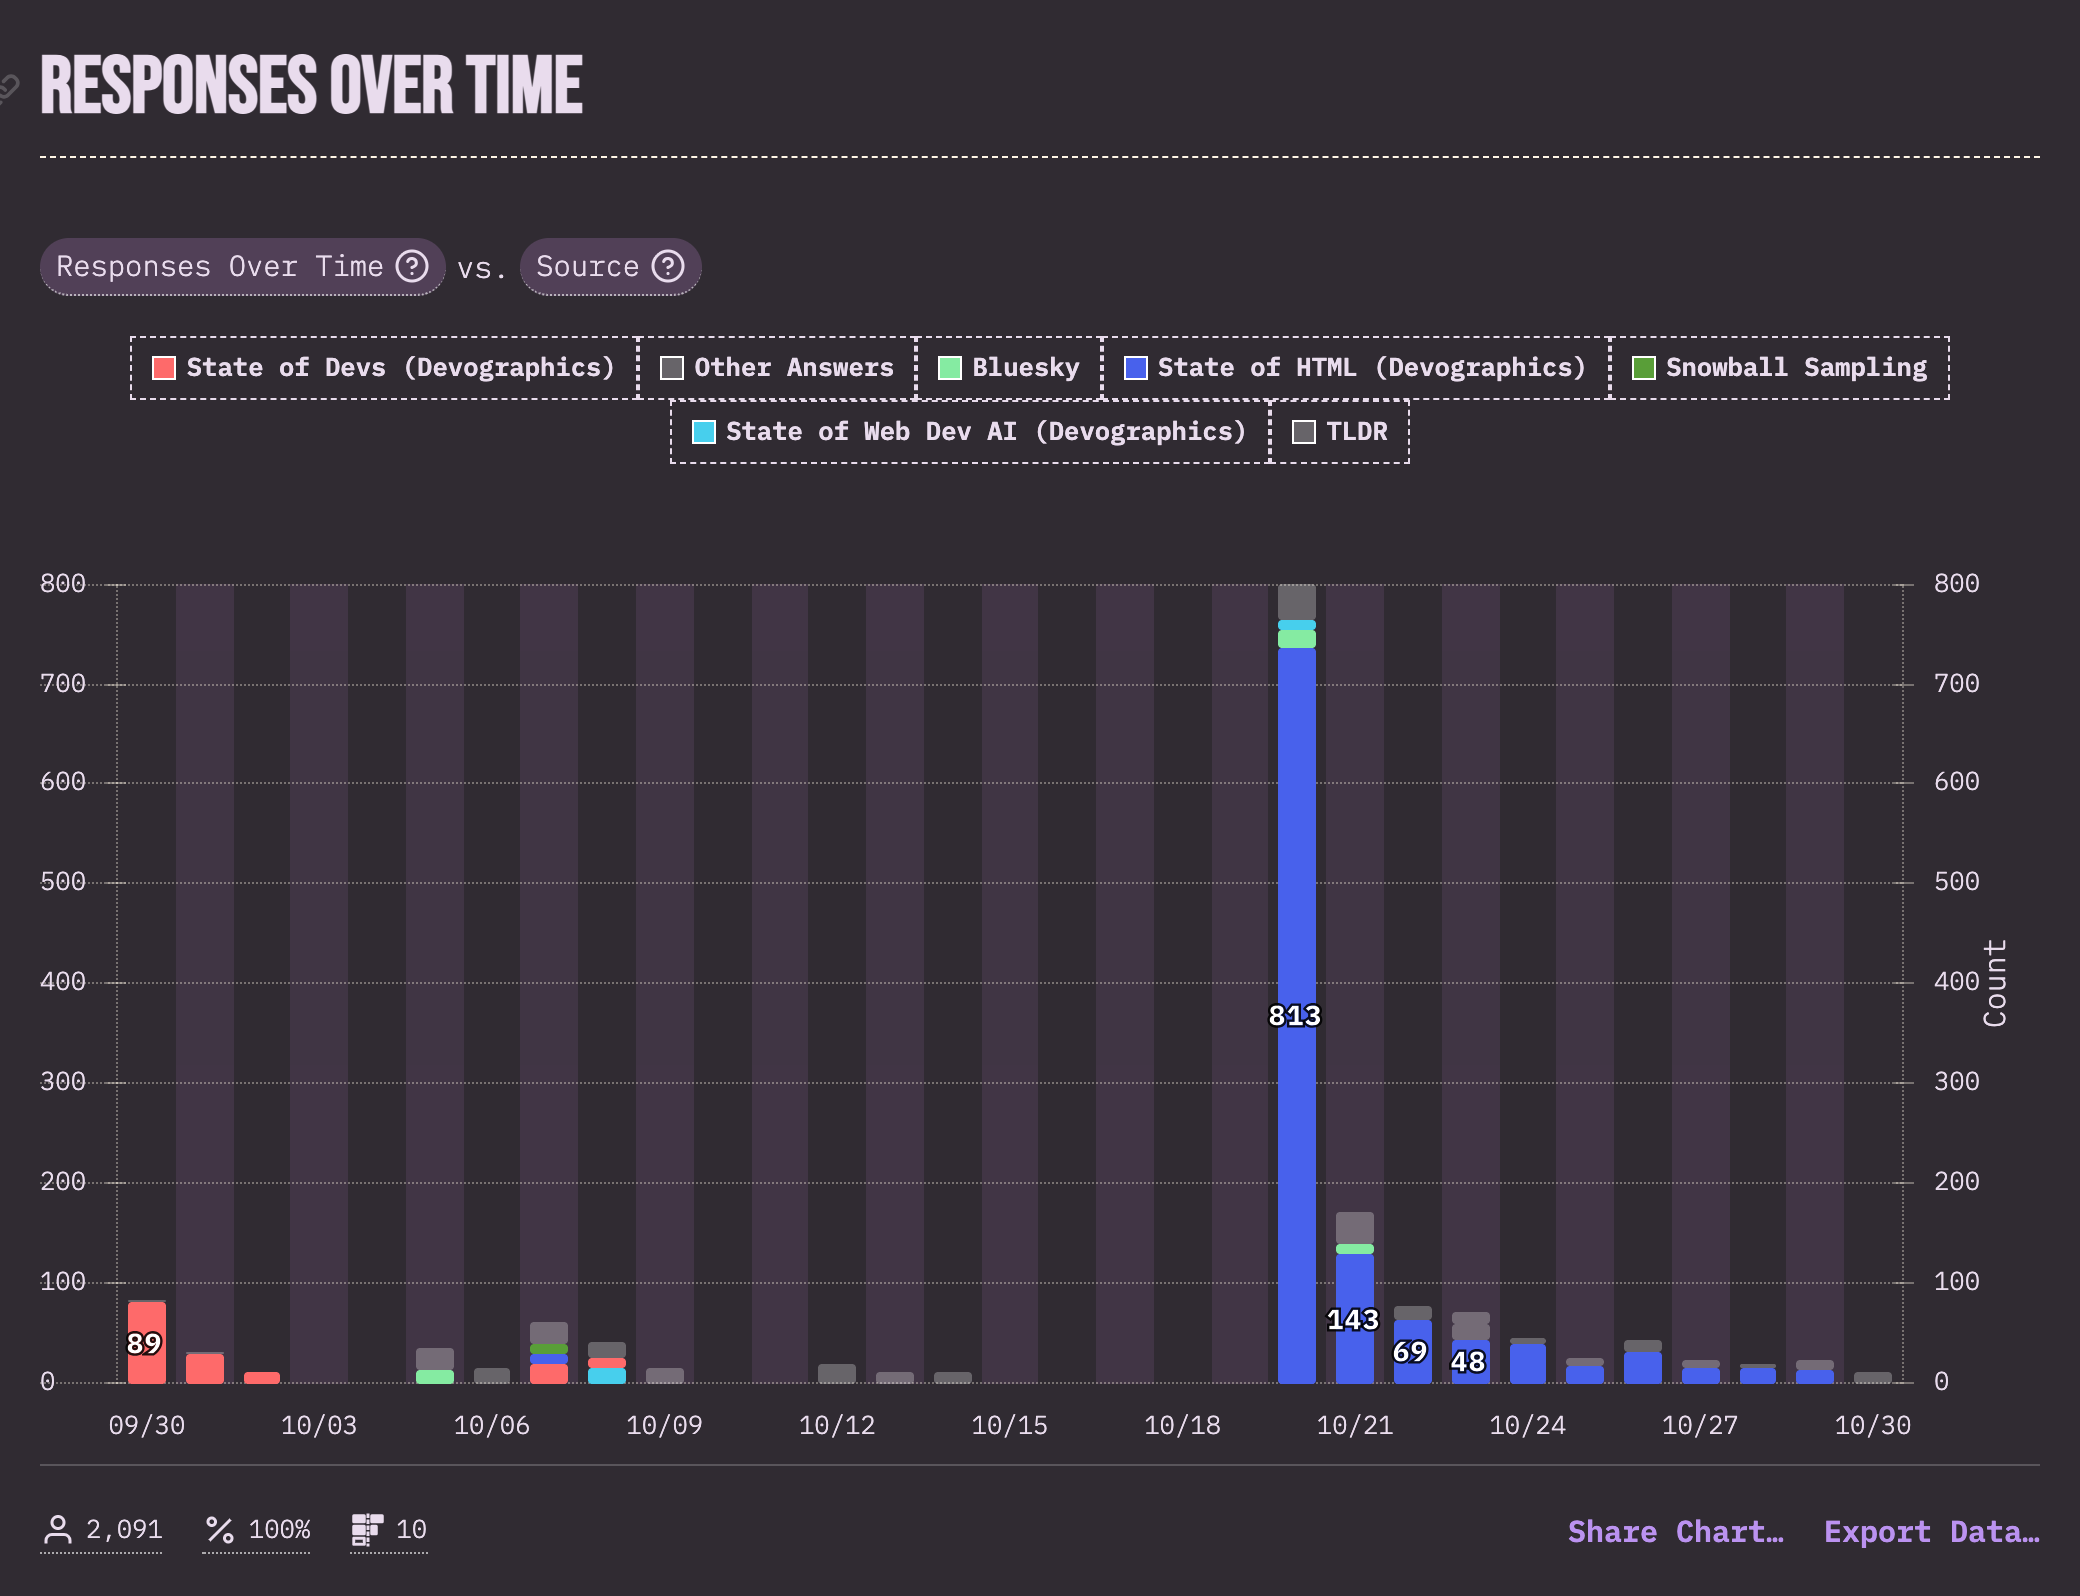 RESPONSES OVER TIME
Responses Over Time ? vs. Source ?
State of Devs (Devographics) Other Answers Bluesky State of HTML (Devographics) Snowball Sampling
State of Web Dev AI (Devographics) TLDR
800 800
700 700
600 600
500 500
400 400
Count
813
300 300
200 200
100 100
143
89
69
48
0 0
09/30 10/03 10/06 10/09 10/12 10/15 10/18 10/21 10/24 10/27 10/30
2,091 100% 10 Share Chart… Export Data…